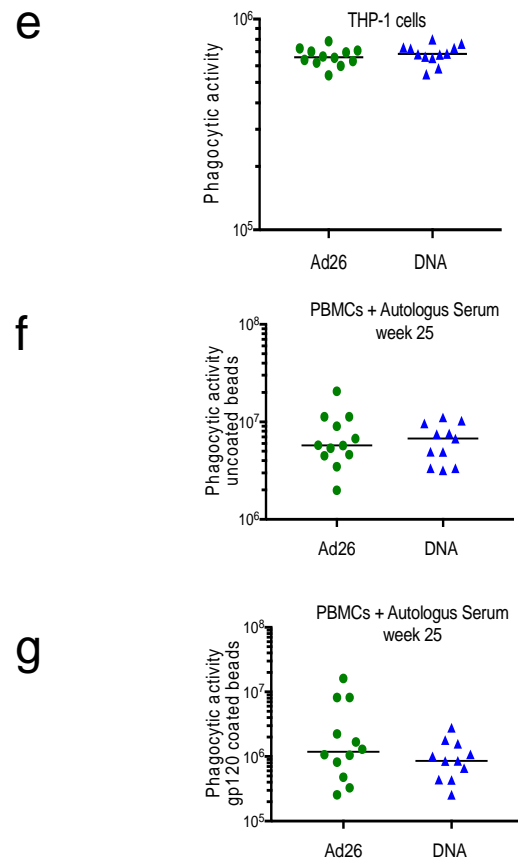 e
THP-1 cells
Phagocytic activity
10⁶
10⁵
Ad26
DNA
f
PBMCs + Autologus Serum
week 25
Phagocytic activity
uncoated beads
10⁸
10⁷
10⁶
Ad26
DNA
g
PBMCs + Autologus Serum
week 25
Phagocytic activity
gp120 coated beads
10⁸
10⁷
10⁶
10⁵
Ad26
DNA